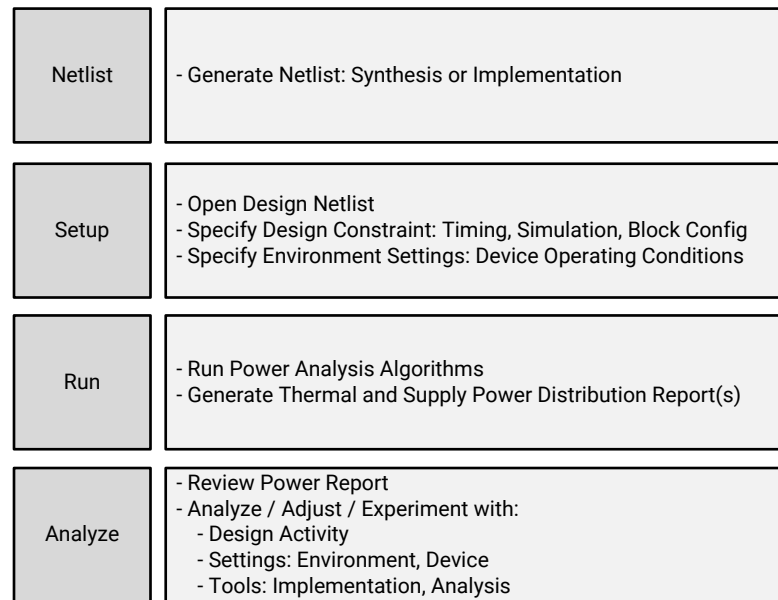 Netlist
- Generate Netlist: Synthesis or Implementation
Setup
- Open Design Netlist
- Specify Design Constraint: Timing, Simulation, Block Config
- Specify Environment Settings: Device Operating Conditions
Run
- Run Power Analysis Algorithms
- Generate Thermal and Supply Power Distribution Report(s)
Analyze
- Review Power Report
- Analyze / Adjust / Experiment with:
- Design Activity
- Settings: Environment, Device
- Tools: Implementation, Analysis